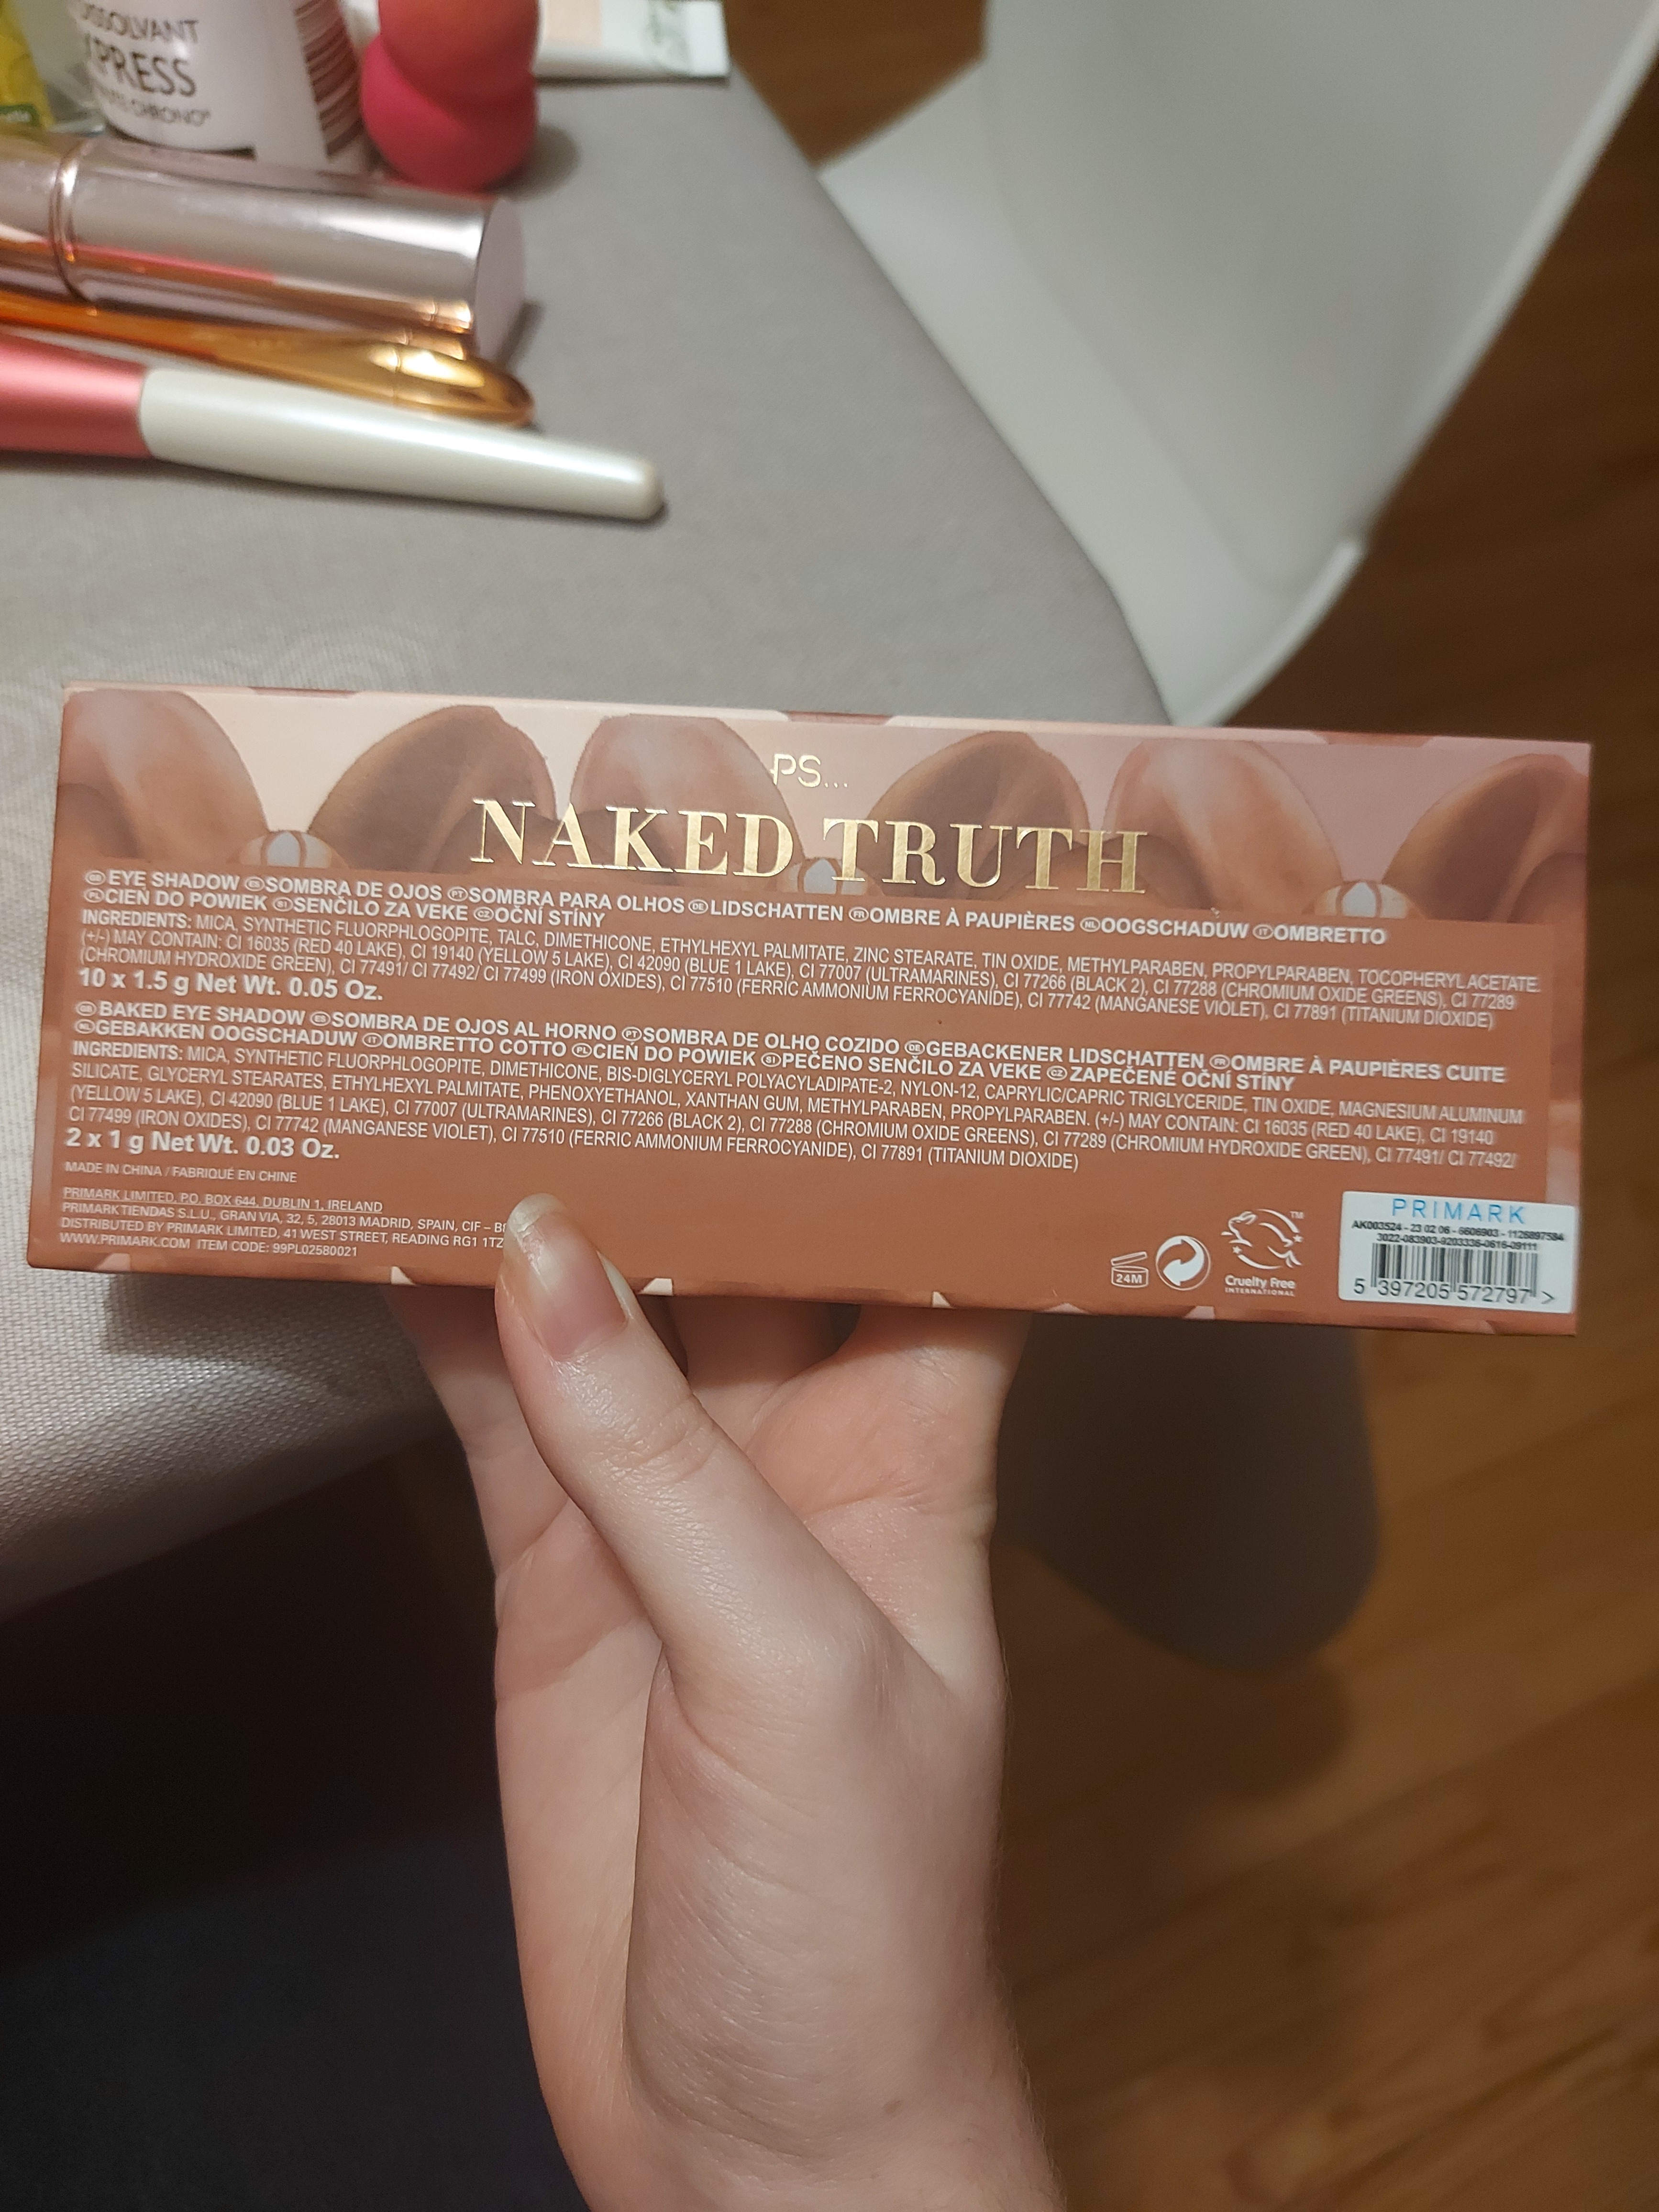 SSOLVANT
XPRESS
CHRONO®
PS...
NAKED TRUTH
GB EYE SHADOW ES SOMBRA DE OJOS PT SOMBRA PARA OLHOS DE LIDSCHATTEN FR OMBRE À PAUPIÈRES NL OOGSCHADUW IT OMBRETTO
PL CIEŃ DO POWIEK SI SENČILO ZA VEKE CZ OČNÍ STÍNY
INGREDIENTS: MICA, SYNTHETIC FLUORPHLOGOPITE, TALC, DIMETHICONE, ETHYLHEXYL PALMITATE, ZINC STEARATE, TIN OXIDE, METHYLPARABEN, PROPYLPARABEN, TOCOPHERYL ACETATE.
(+/-) MAY CONTAIN: CI 16035 (RED 40 LAKE), CI 19140 (YELLOW 5 LAKE), CI 42090 (BLUE 1 LAKE), CI 77007 (ULTRAMARINES), CI 77266 (BLACK 2), CI 77288 (CHROMIUM OXIDE GREENS), CI 77289
(CHROMIUM HYDROXIDE GREEN), CI 77491/ CI 77492/ CI 77499 (IRON OXIDES), CI 77510 (FERRIC AMMONIUM FERROCYANIDE), CI 77742 (MANGANESE VIOLET), CI 77891 (TITANIUM DIOXIDE)
10 x 1.5 g Net Wt. 0.05 Oz.
GB BAKED EYE SHADOW ES SOMBRA DE OJOS AL HORNO PT SOMBRA DE OLHO COZIDO DE GEBACKENER LIDSCHATTEN FR OMBRE À PAUPIÈRES CUITE
NL GEBAKKEN OOGSCHADUW IT OMBRETTO COTTO PL CIEŃ DO POWIEK SI PEČENO SENČILO ZA VEKE CZ ZAPEČENÉ OČNÍ STÍNY
INGREDIENTS: MICA, SYNTHETIC FLUORPHLOGOPITE, DIMETHICONE, BIS-DIGLYCERYL POLYACYLADIPATE-2, NYLON-12, CAPRYLIC/CAPRIC TRIGLYCERIDE, TIN OXIDE, MAGNESIUM ALUMINUM
SILICATE, GLYCERYL STEARATES, ETHYLHEXYL PALMITATE, PHENOXYETHANOL, XANTHAN GUM, METHYLPARABEN, PROPYLPARABEN. (+/-) MAY CONTAIN: CI 16035 (RED 40 LAKE), CI 19140
(YELLOW 5 LAKE), CI 42090 (BLUE 1 LAKE), CI 77007 (ULTRAMARINES), CI 77266 (BLACK 2), CI 77288 (CHROMIUM OXIDE GREENS), CI 77289 (CHROMIUM HYDROXIDE GREEN), CI 77491/ CI 77492/
CI 77499 (IRON OXIDES), CI 77742 (MANGANESE VIOLET), CI 77510 (FERRIC AMMONIUM FERROCYANIDE), CI 77891 (TITANIUM DIOXIDE)
2 x 1 g Net Wt. 0.03 Oz.
MADE IN CHINA / FABRIQUÉ EN CHINE
PRIMARK LIMITED, P.O. BOX 644, DUBLIN 1, IRELAND
PRIMARK TIENDAS S.L.U., GRAN VIA, 32, 5, 28013 MADRID, SPAIN, CIF – B
DISTRIBUTED BY PRIMARK LIMITED, 41 WEST STREET, READING RG1 1TZ
WWW.PRIMARK.COM ITEM CODE: 99PL02580021
24M
TM
Cruelty Free
INTERNATIONAL
PRIMARK
AK003524 - 23 02 06 - 6606903 - 1126897584
3022-083903-9203336-0616-09111
5 397205 572797 >